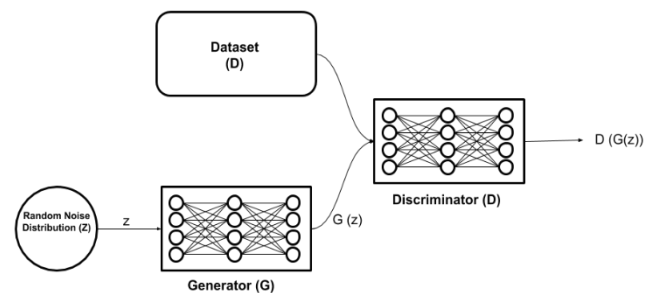 Dataset
(D)
D (G(z))
Discriminator (D)
Random Noise
Distribution (Z)
z
G (z)
Generator (G)